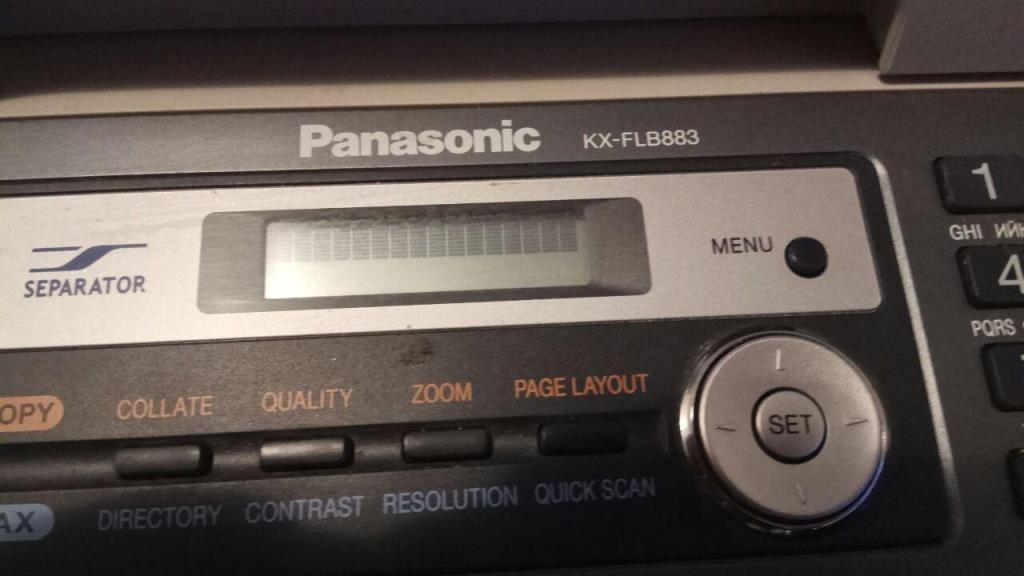 Panasonic KX-FLB883
1
MENU
GHI ИЙ
SEPARATOR
4
PQRS
COLLATE QUALITY ZOOM PAGE LAYOUT
OPY
SET
DIRECTORY CONTRAST RESOLUTION QUICK SCAN
AX